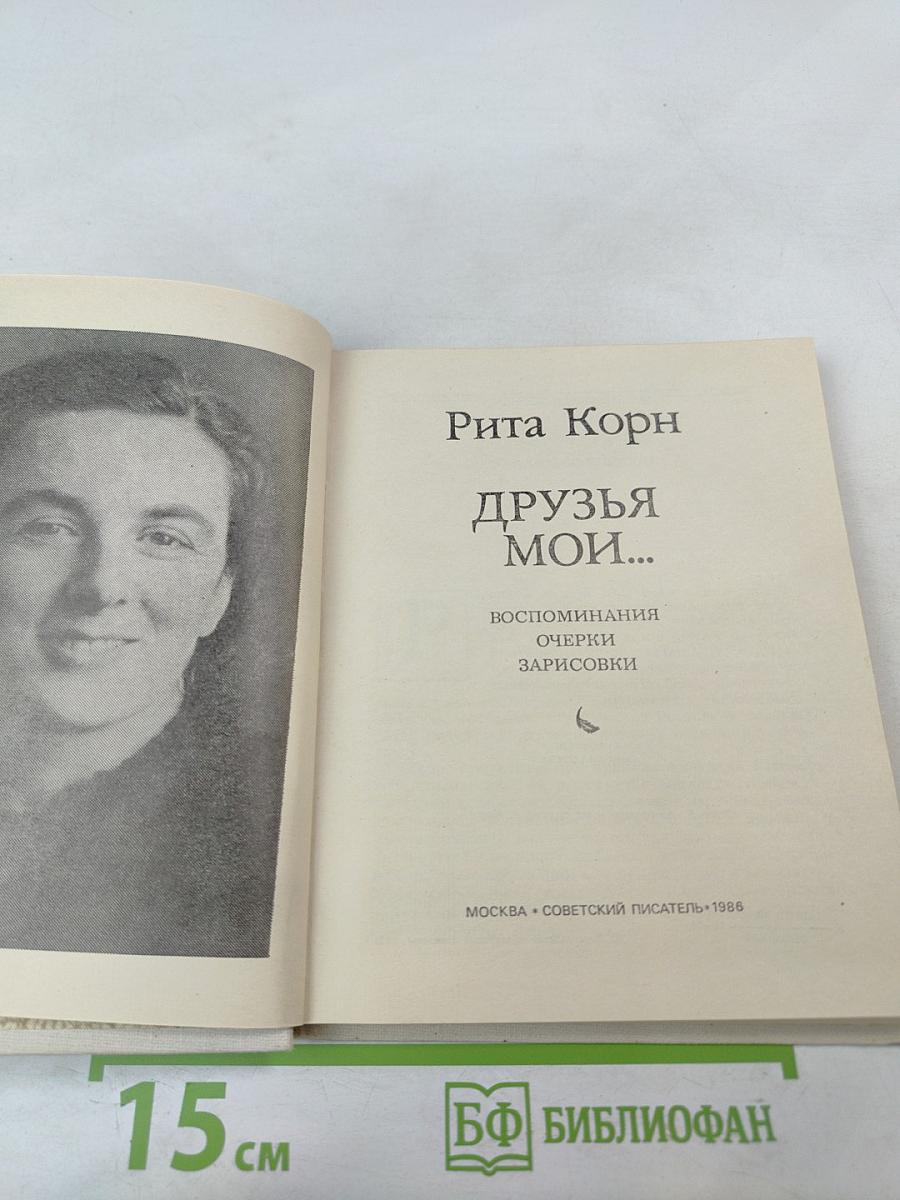 Рита Корн
ДРУЗЬЯ
МОИ...
ВОСПОМИНАНИЯ
ОЧЕРКИ
ЗАРИСОВКИ
МОСКВА • СОВЕТСКИЙ ПИСАТЕЛЬ • 1986
15 см
БФ БИБЛИОФАН